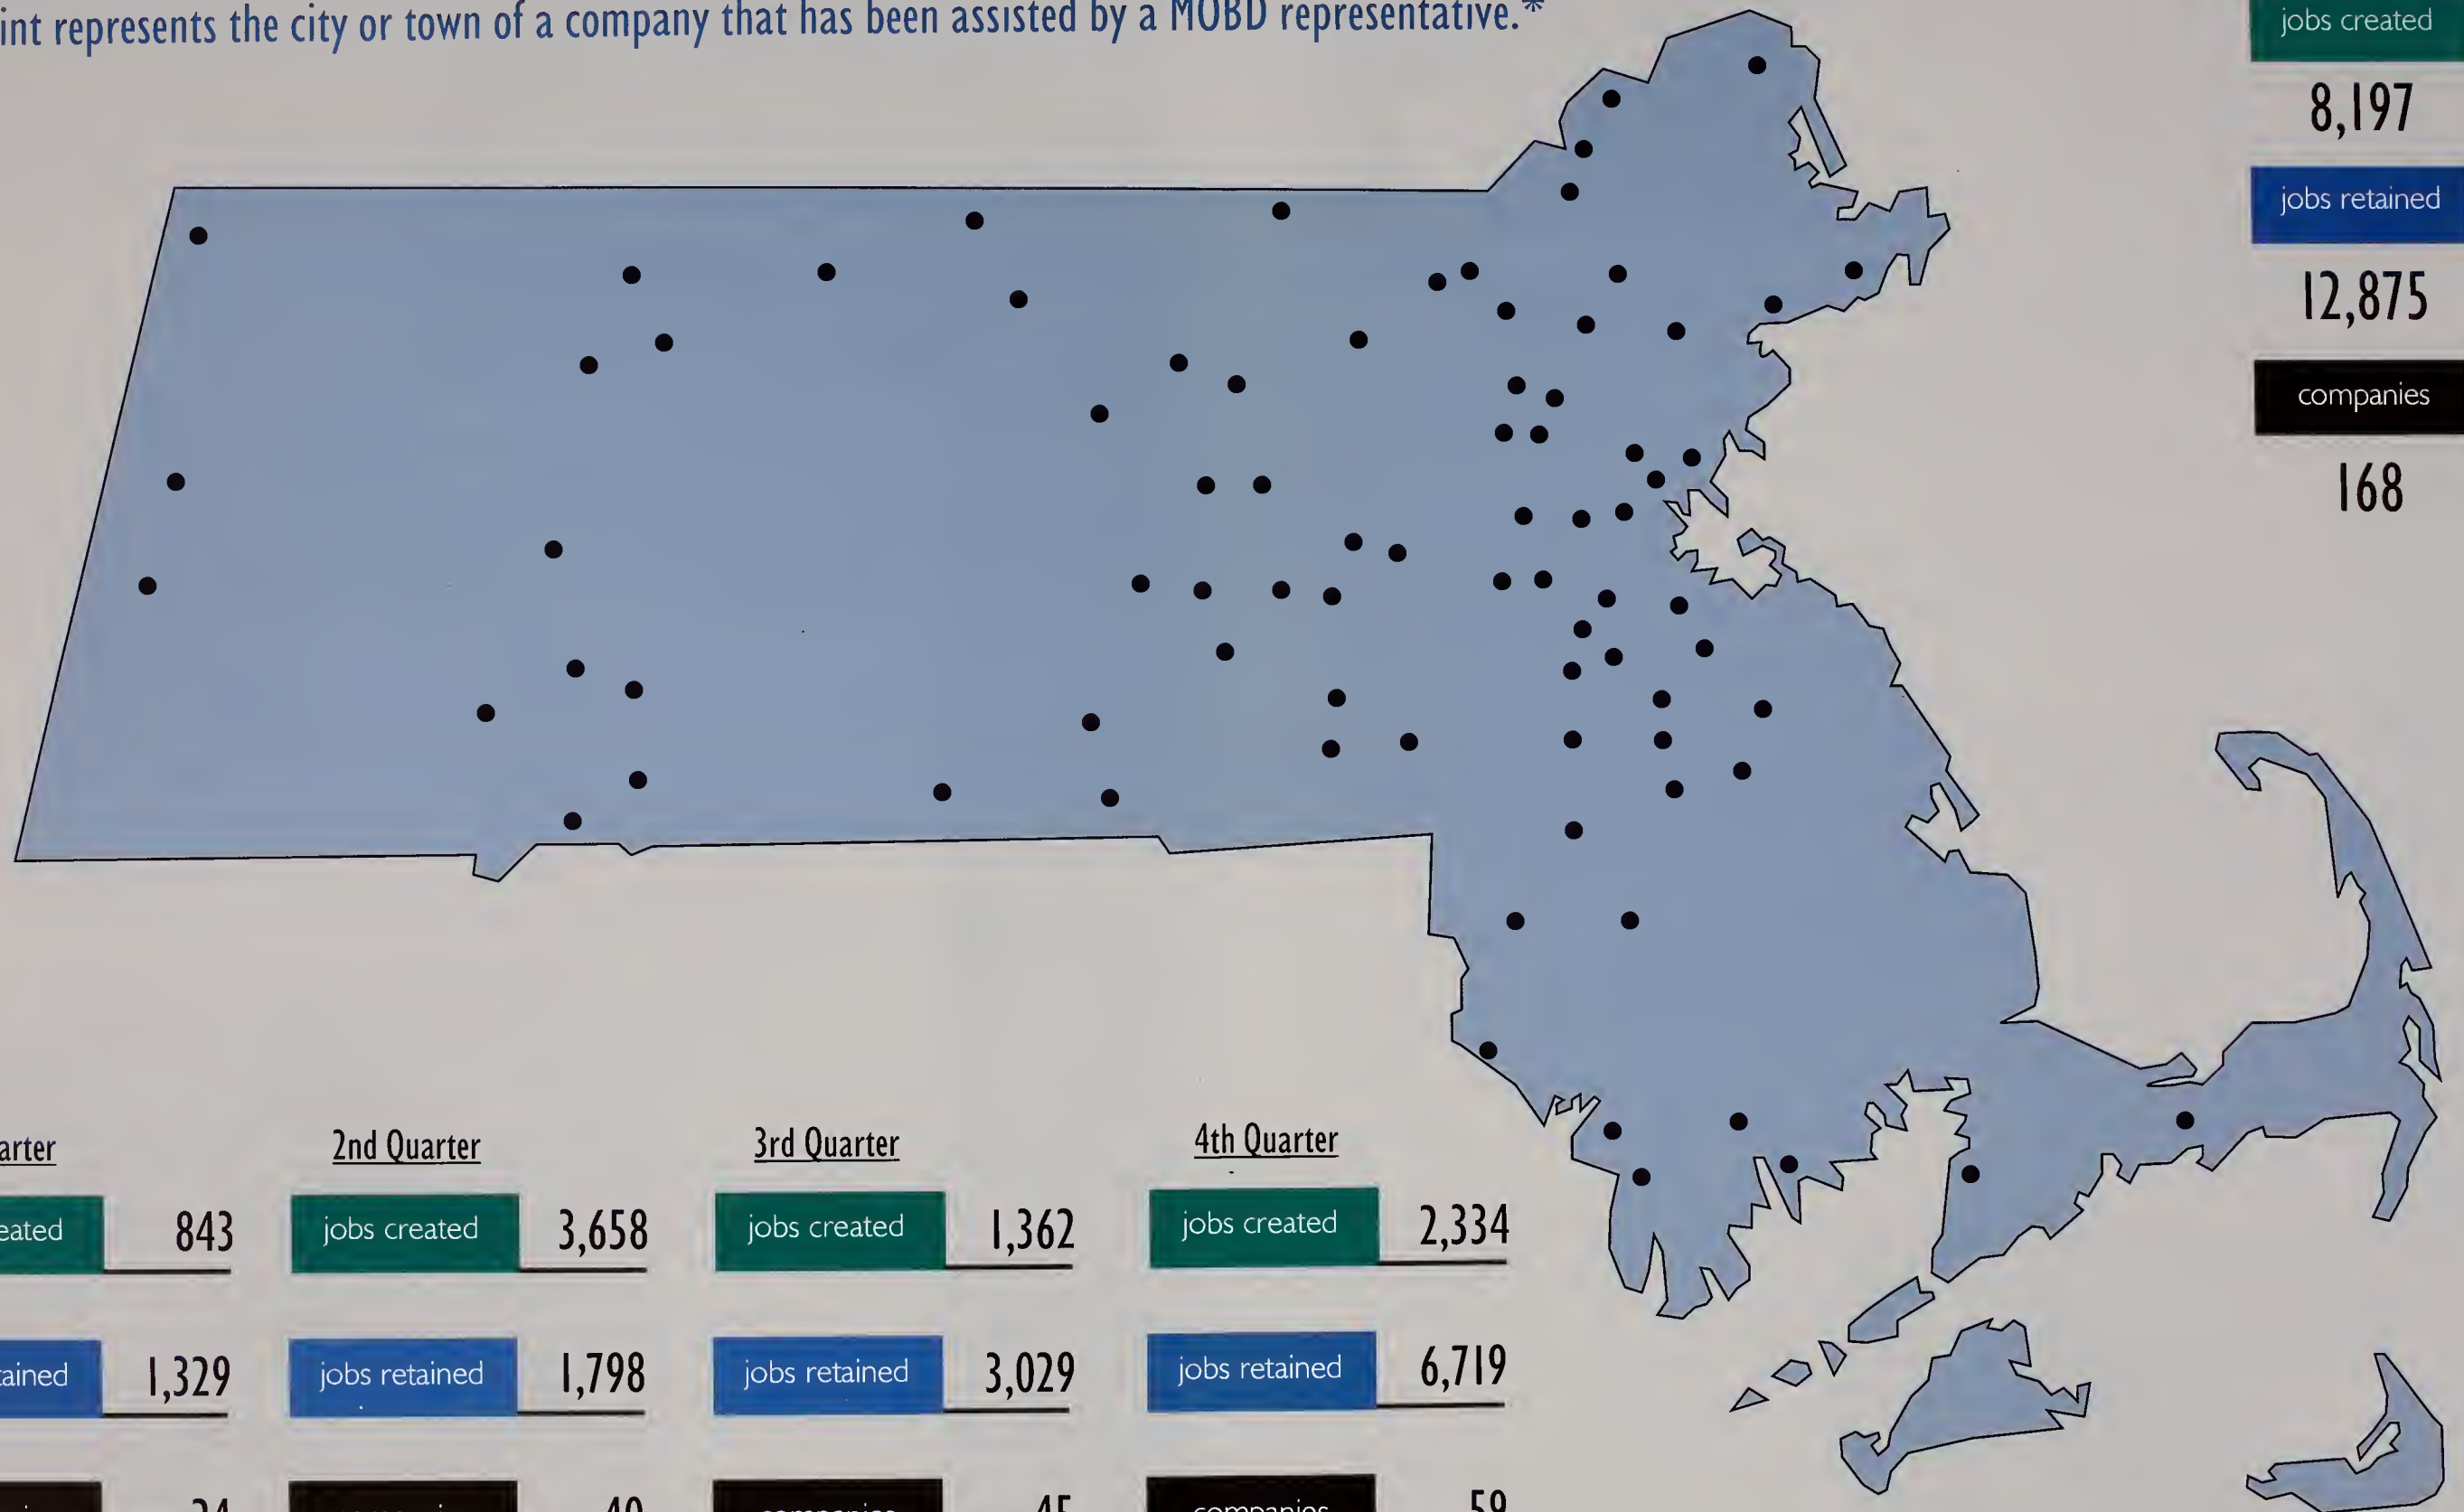 int represents the city or town of a company that has been assisted by a MOBD representative.*
jobs created
8,197
jobs retained
12,875
companies
168
arter
2nd Quarter
3rd Quarter
4th Quarter
eated 843
jobs created 3,658
jobs created 1,362
jobs created 2,334
ained 1,329
jobs retained 1,798
jobs retained 3,029
jobs retained 6,719
companies
companies 59